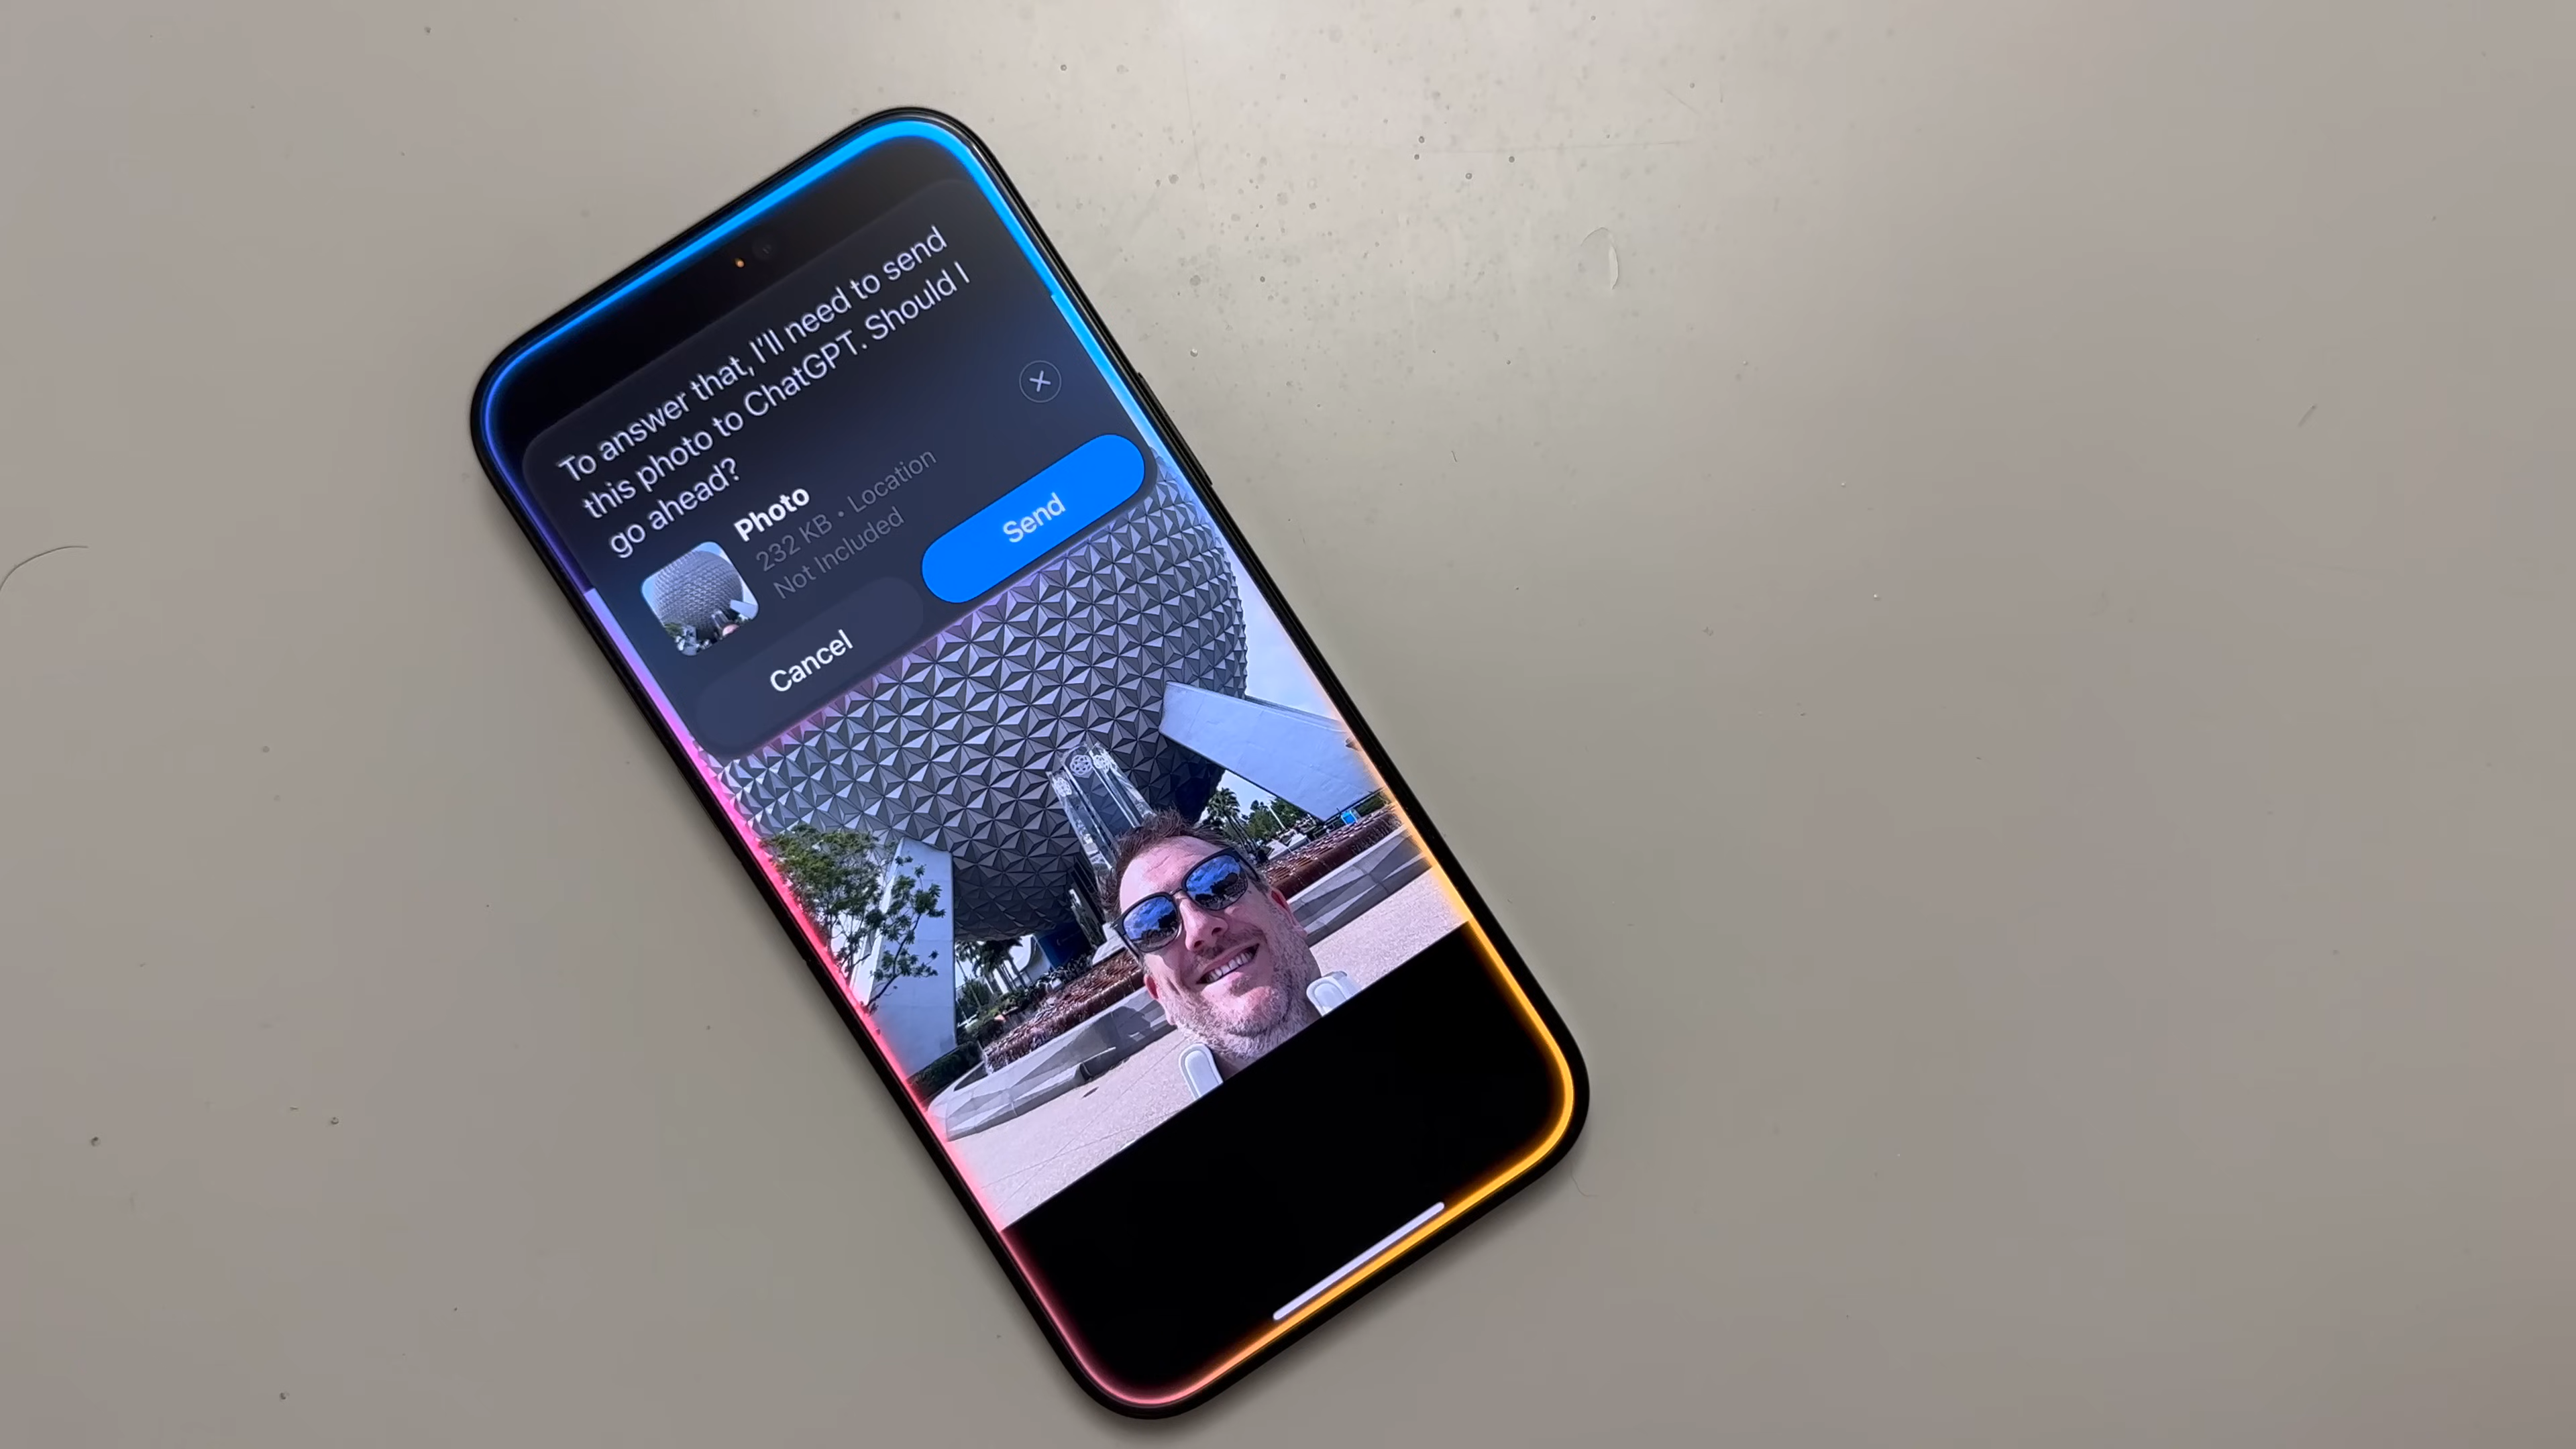 To answer that, I'll need to send
this photo to ChatGPT. Should I
go ahead?
Photo
232 KB • Location
Not Included
Cancel
Send